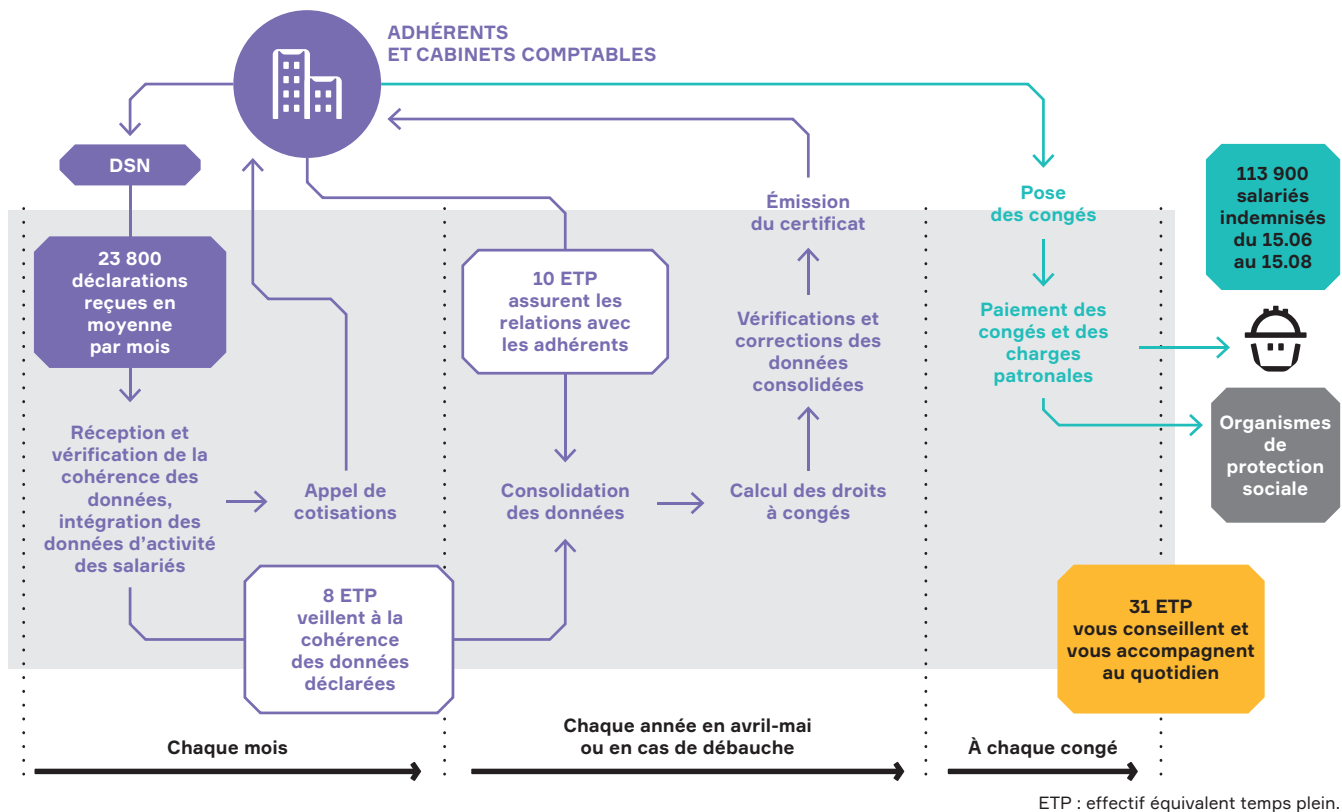 ADHÉRENTS
ET CABINETS COMPTABLES
DSN
23 800
déclarations
reçues en
moyenne
par mois
Réception et
vérification de la
cohérence des
données,
intégration des
données d’activité
des salariés
Appel de
cotisations
8 ETP
veillent à la
cohérence
des données
déclarées
10 ETP
assurent les
relations avec
les adhérents
Consolidation
des données
Calcul des droits
à congés
Vérifications et
corrections des
données
consolidées
Émission
du certificat
Pose
des congés
Paiement des
congés et des
charges
patronales
113 900
salariés
indemnisés
du 15.06
au 15.08
Organismes
de
protection
sociale
31 ETP
vous conseillent et
vous accompagnent
au quotidien
Chaque mois
Chaque année en avril-mai
ou en cas de débauche
À chaque congé
ETP : effectif équivalent temps plein.